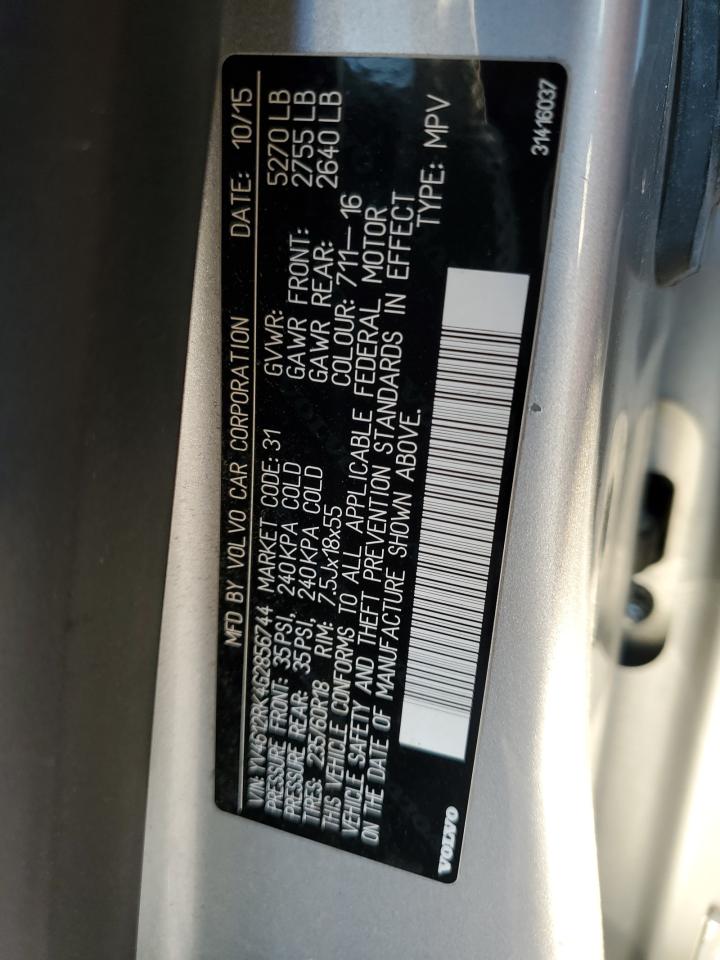 MFD BY VOLVO CAR CORPORATION DATE: 10/15
VIN: YV4612RK4G2856744 MARKET CODE: 31 GVWR: 5270 LB
PRESSURE FRONT: 35PSI, 240KPA COLD GAWR FRONT: 2755 LB
PRESSURE REAR: 35PSI, 240KPA COLD GAWR REAR: 2640 LB
TIRES: 235/60R18 RIM: 7.5Jx18x55 COLOUR: 711—16
THIS VEHICLE CONFORMS TO ALL APPLICABLE FEDERAL MOTOR
VEHICLE SAFETY AND THEFT PREVENTION STANDARDS IN EFFECT
ON THE DATE OF MANUFACTURE SHOWN ABOVE. TYPE: MPV
VOLVO 31416037